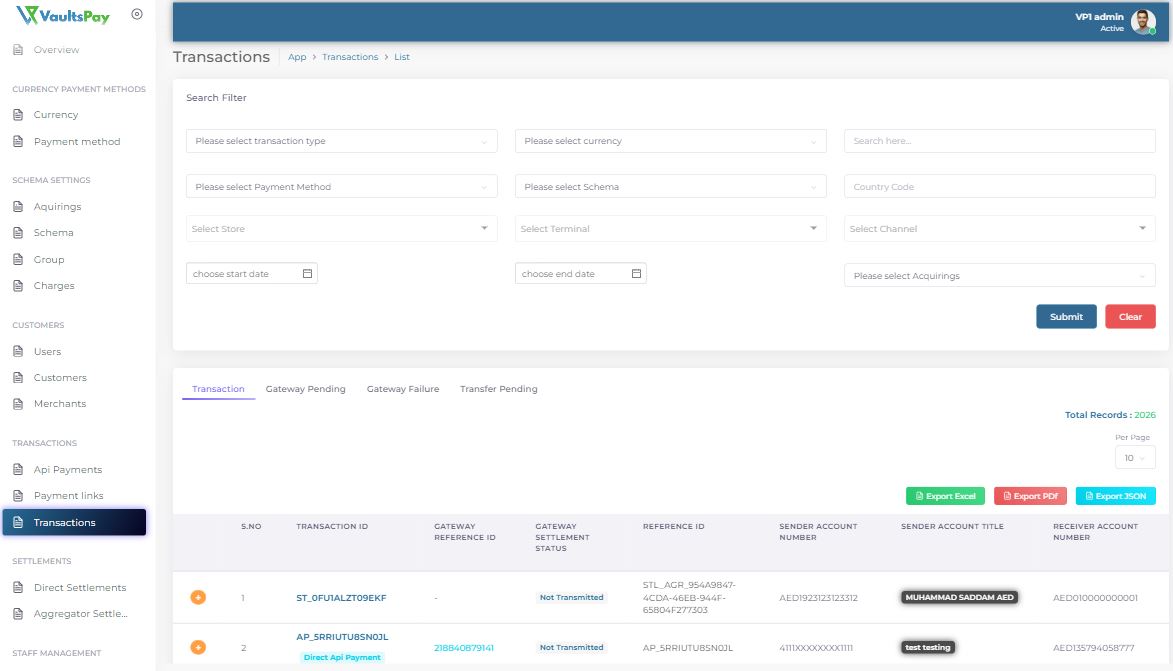 VaultsPay
VP1 admin
Active
Overview
Transactions
App > Transactions > List
CURRENCY PAYMENT METHODS
Currency
Payment method
SCHEMA SETTINGS
Aquirings
Schema
Group
Charges
CUSTOMERS
Users
Customers
Merchants
TRANSACTIONS
Api Payments
Payment links
Transactions
SETTLEMENTS
Direct Settlements
Aggregator Settle...
STAFF MANAGEMENT
Search Filter
Please select transaction type
Please select currency
Search here...
Please select Payment Method
Please select Schema
Country Code
Select Store
Select Terminal
Select Channel
choose start date
choose end date
Please select Acquirings
Submit
Clear
Transaction
Gateway Pending
Gateway Failure
Transfer Pending
Total Records : 2026
Per Page
10
Export Excel
Export PDf
Export JSON
S.NO
TRANSACTION ID
GATEWAY
REFERENCE ID
GATEWAY
SETTLEMENT
STATUS
REFERENCE ID
SENDER ACCOUNT
NUMBER
SENDER ACCOUNT TITLE
RECEIVER ACCOUNT
NUMBER
1
ST_0FU1ALZT09EKF
-
Not Transmitted
STL_AGR_954A9847-
4CDA-46EB-944F-
65804F277303
AED1923123123312
MUHAMMAD SADDAM AED
AED010000000001
2
AP_5RRIUTU8SN0JL
Direct Api Payment
218840879141
Not Transmitted
AP_5RRIUTU8SN0JL
4111XXXXXXXX1111
test testing
AED135794058777